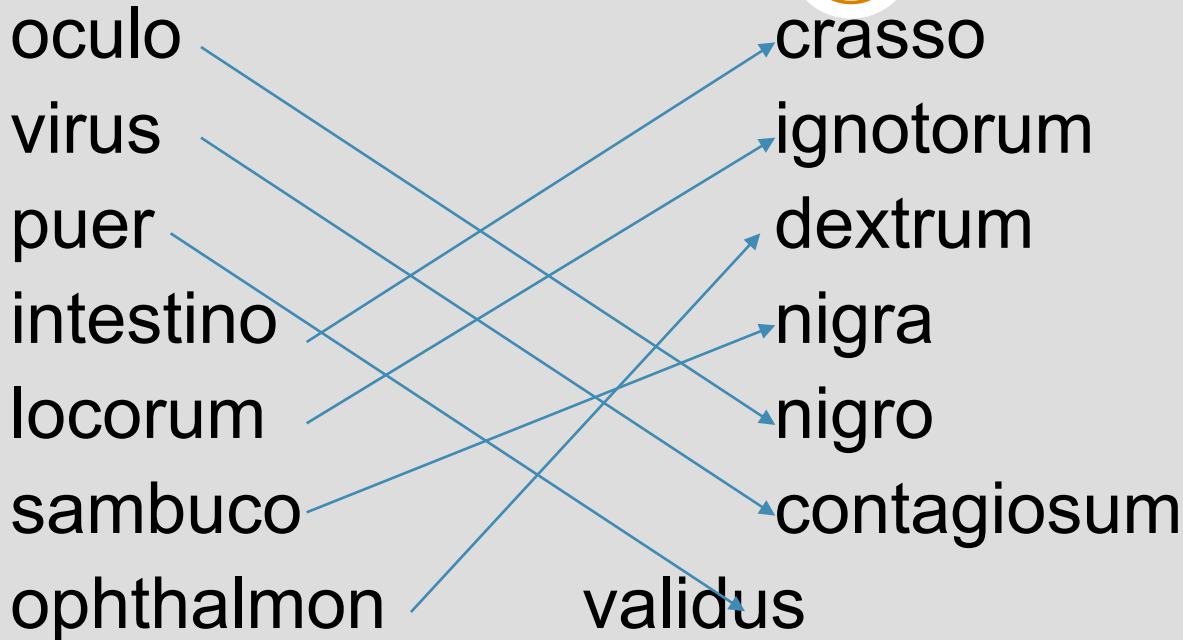 oculo crasso
virus ignotorum
puer dextrum
intestino nigra
locorum nigro
sambuco contagiosum
ophthalmon validus